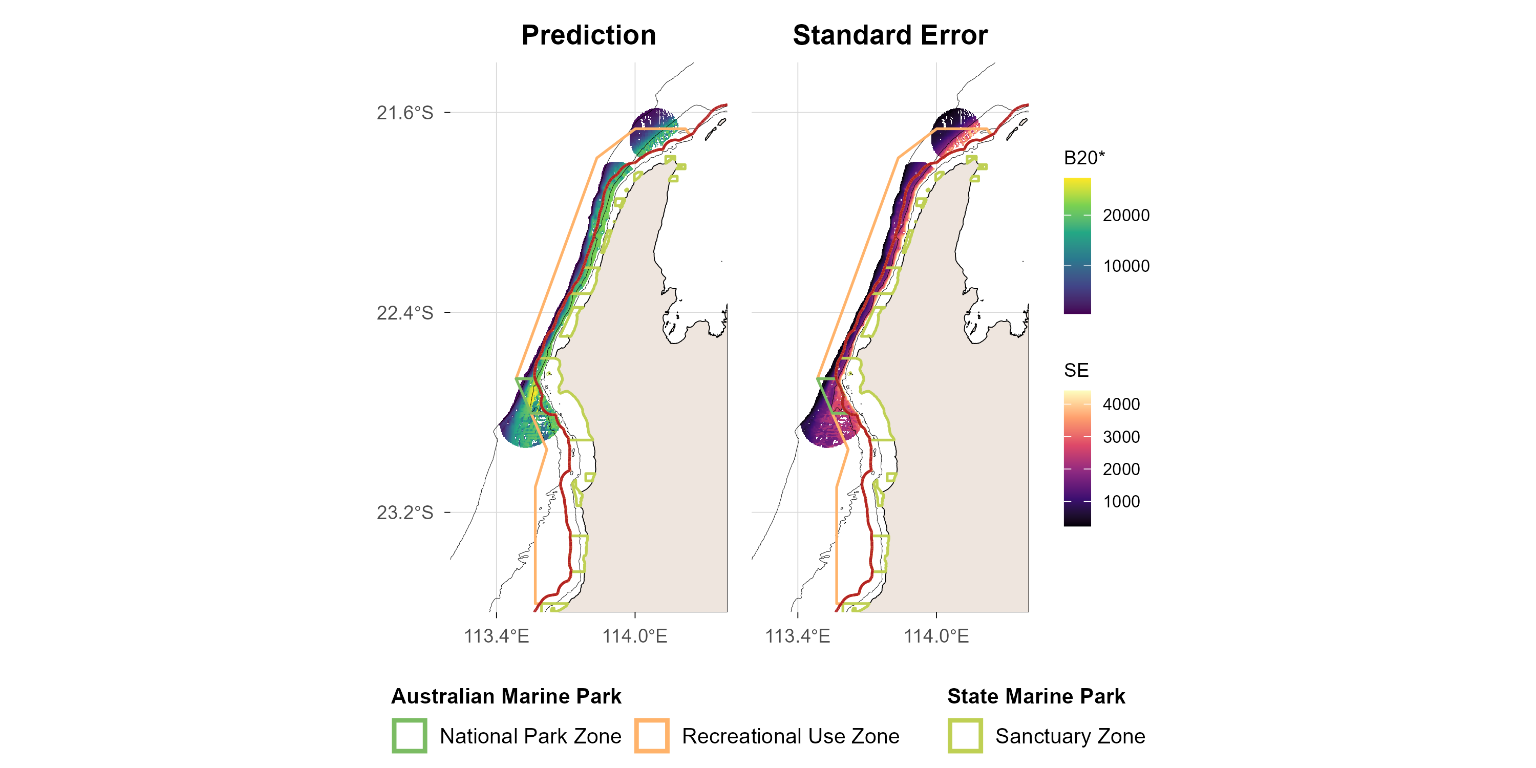 Prediction
Standard Error
21.6°S
22.4°S
23.2°S
113.4°E
114.0°E
113.4°E
114.0°E
B20*
20000
10000
SE
4000
3000
2000
1000
Australian Marine Park
National Park Zone
Recreational Use Zone
State Marine Park
Sanctuary Zone